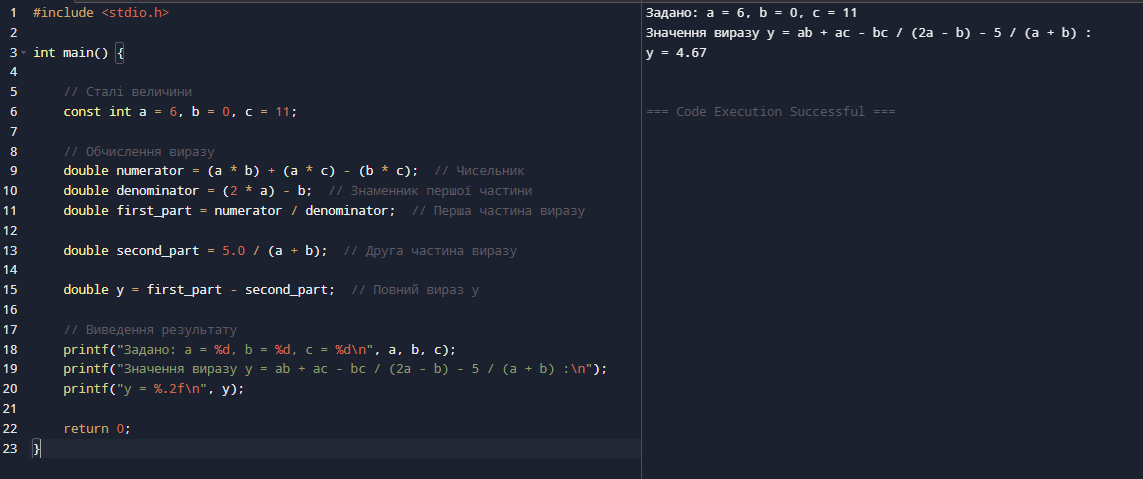 1 #include <stdio.h>
2
3 int main() {
4
5 // Сталі величини
6 const int a = 6, b = 0, c = 11;
7
8 // Обчислення виразу
9 double numerator = (a * b) + (a * c) - (b * c); // Чисельник
10 double denominator = (2 * a) - b; // Знаменник першої частини
11 double first_part = numerator / denominator; // Перша частина виразу
12
13 double second_part = 5.0 / (a + b); // Друга частина виразу
14
15 double y = first_part - second_part; // Повний вираз y
16
17 // Виведення результату
18 printf("Задано: a = %d, b = %d, c = %d\n", a, b, c);
19 printf("Значення виразу y = ab + ac - bc / (2a - b) - 5 / (a + b) :\n");
20 printf("y = %.2f\n", y);
21
22 return 0;
23 }
Задано: a = 6, b = 0, c = 11
Значення виразу y = ab + ac - bc / (2a - b) - 5 / (a + b) :
y = 4.67
=== Code Execution Successful ===